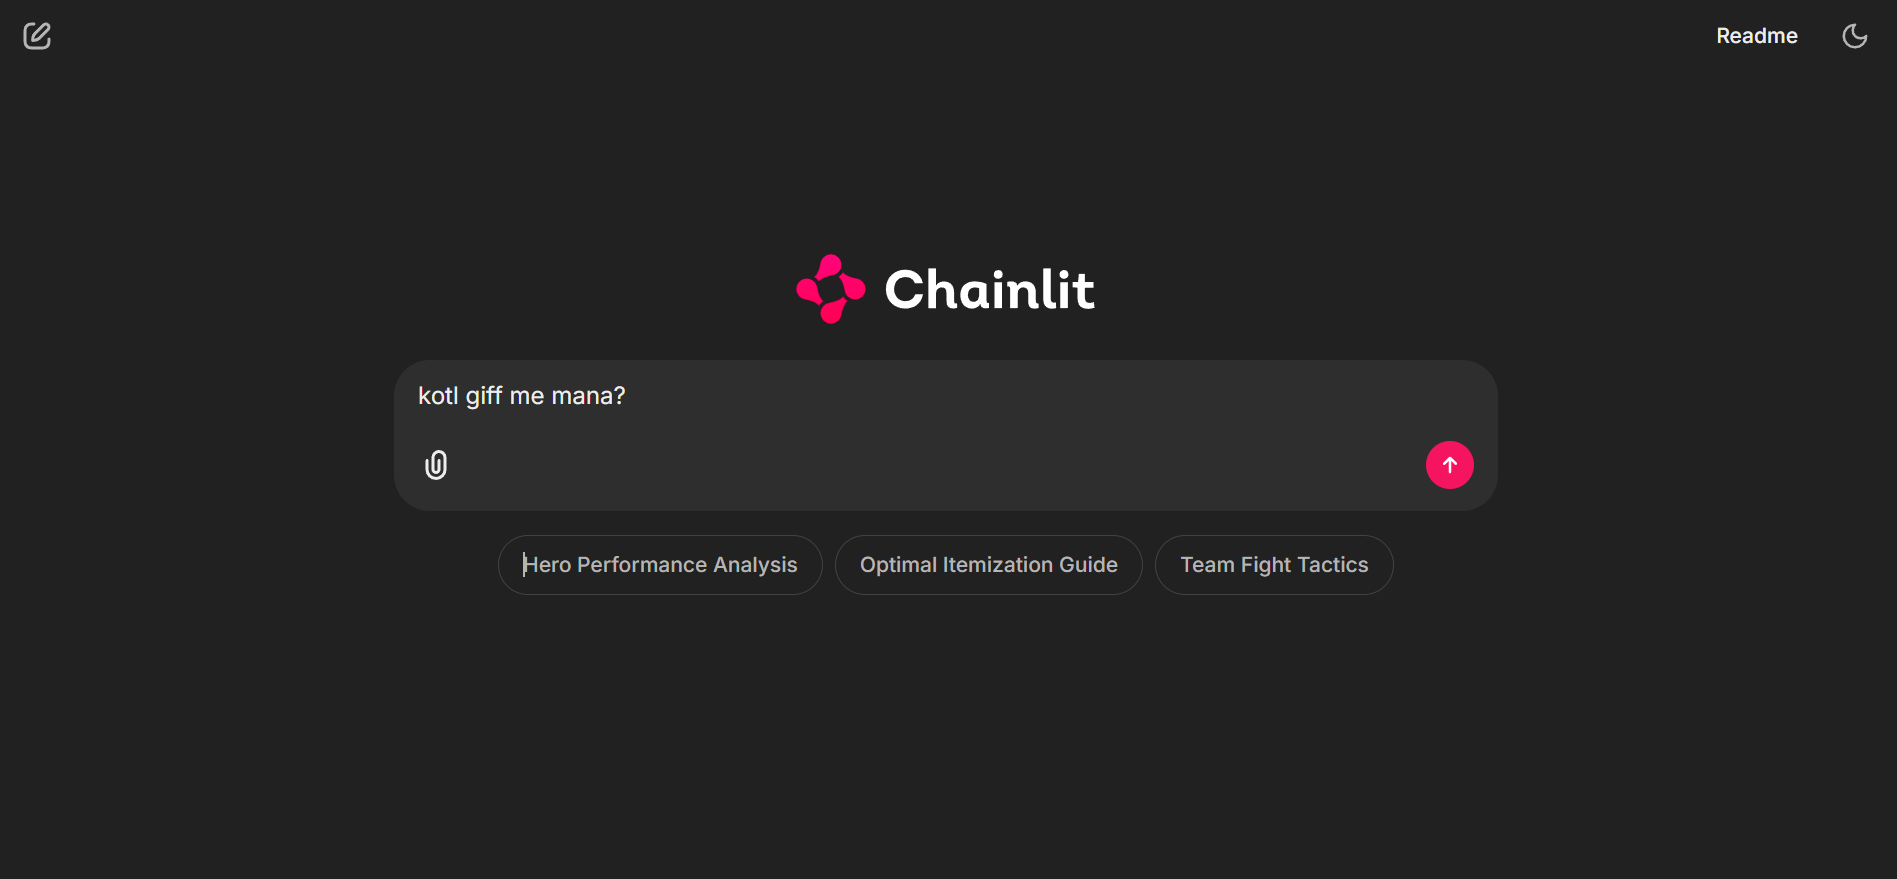 Readme
Chainlit
kotl giff me mana?
Hero Performance Analysis
Optimal Itemization Guide
Team Fight Tactics